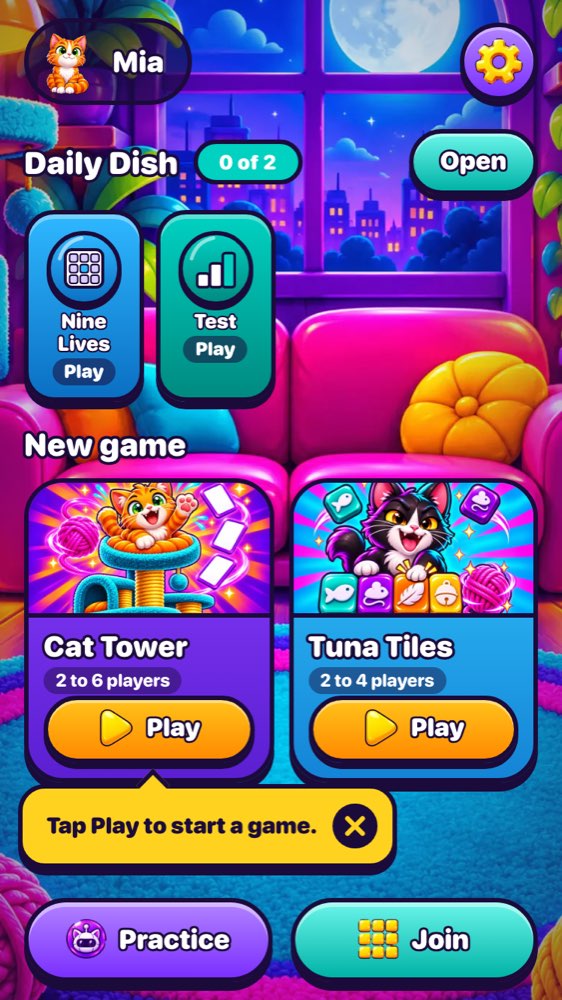 Mia
Daily Dish
0 of 2
Open
Nine
Lives
Play
Test
Play
New game
Cat Tower
2 to 6 players
Play
Tuna Tiles
2 to 4 players
Play
Tap Play to start a game.
Practice
Join